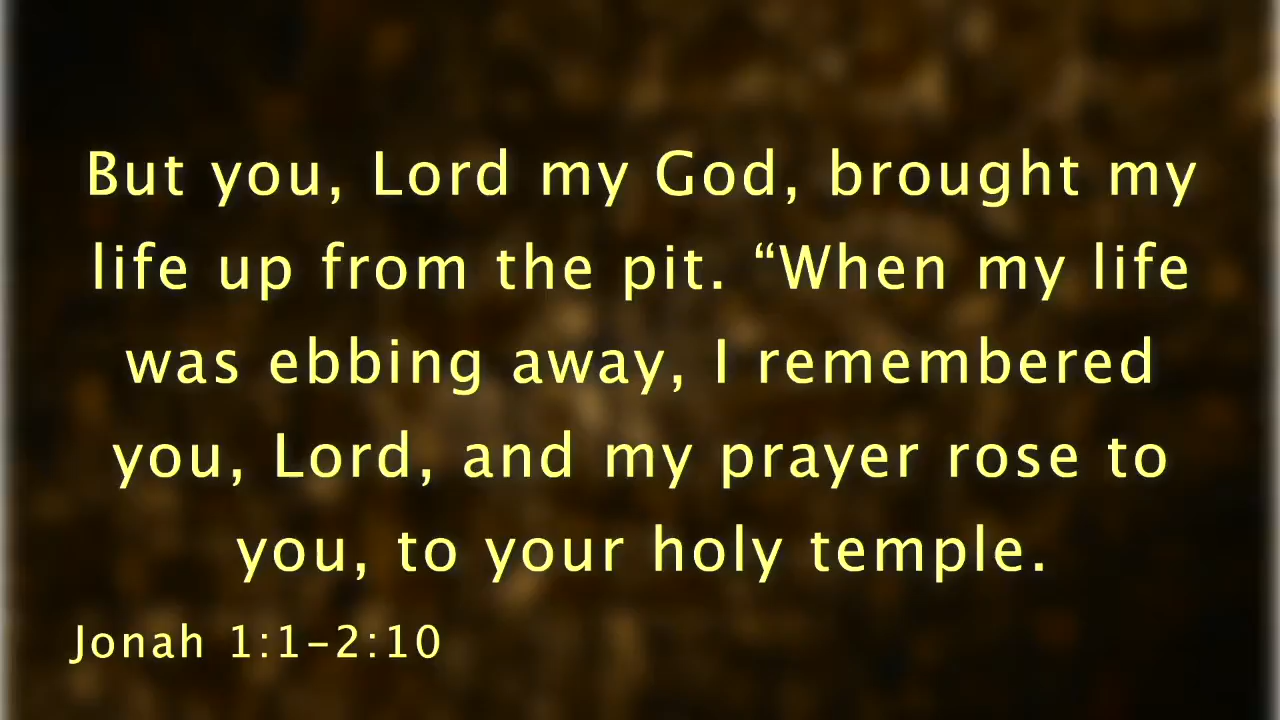 But you, Lord my God, brought my
life up from the pit. “When my life
was ebbing away, I remembered
you, Lord, and my prayer rose to
you, to your holy temple.
Jonah 1:1-2:10